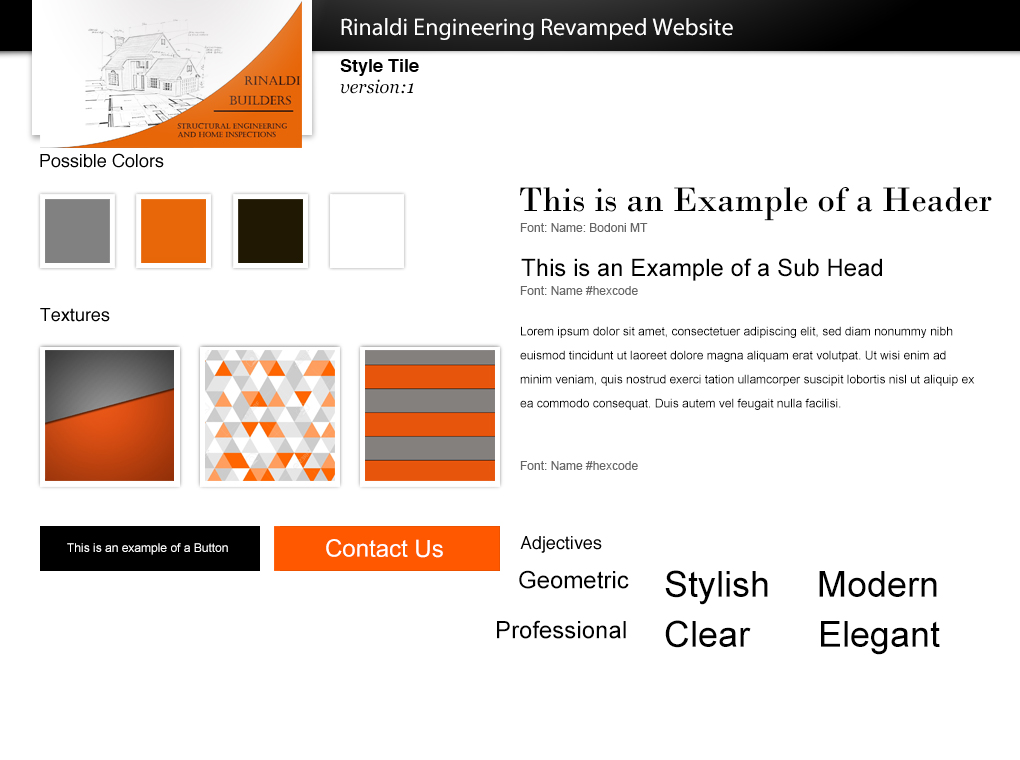 Rinaldi Engineering Revamped Website
Style Tile
version:1
RINALDI
BUILDERS
STRUCTURAL ENGINEERING
AND HOME INSPECTIONS
Possible Colors
This is an Example of a Header
Font: Name: Bodoni MT
This is an Example of a Sub Head
Font: Name #hexcode
Textures
Lorem ipsum dolor sit amet, consectetuer adipiscing elit, sed diam nonummy nibh
euismod tincidunt ut laoreet dolore magna aliquam erat volutpat. Ut wisi enim ad
minim veniam, quis nostrud exerci tation ullamcorper suscipit lobortis nisl ut aliquip ex
ea commodo consequat. Duis autem vel feugait nulla facilisi.
Font: Name #hexcode
This is an example of a Button
Contact Us
Adjectives
Geometric Stylish Modern
Professional Clear Elegant